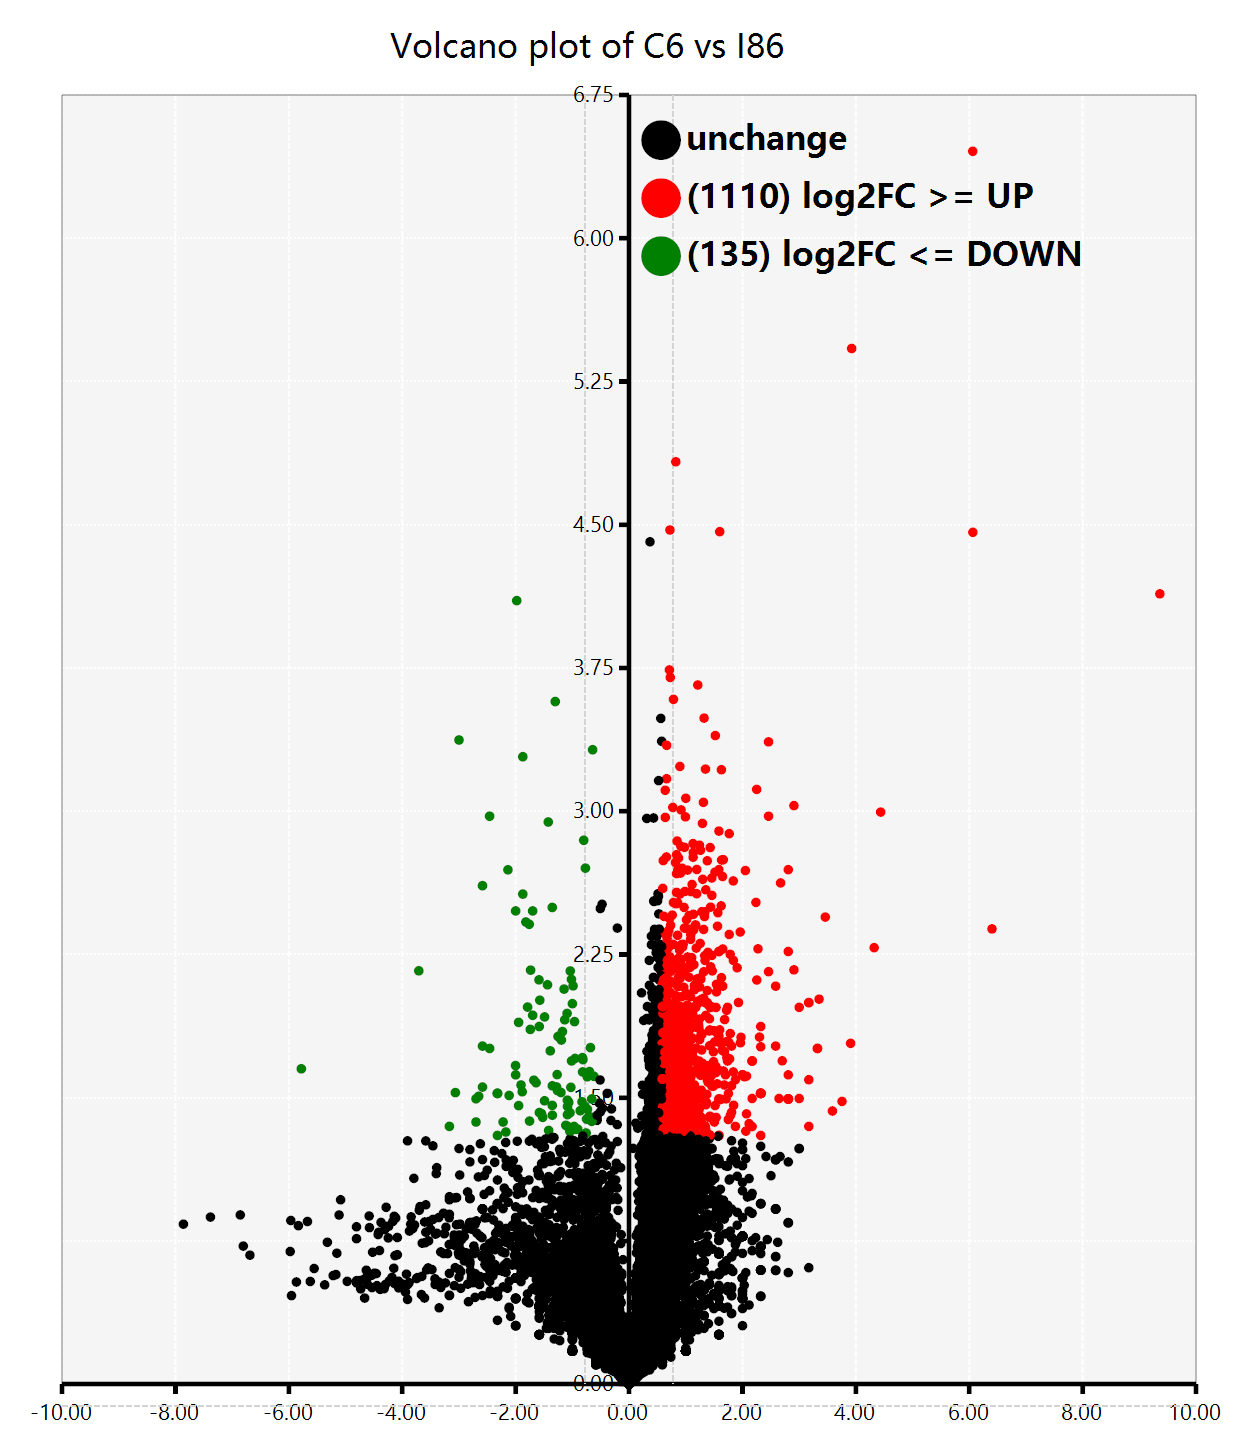 Volcano plot of C6 vs I86
6.75
unchange
(1110) log2FC >= UP
6.00
(135) log2FC <= DOWN
5.25
4.50
3.75
3.00
2.25
1.50
0.00
-10.00 -8.00 -6.00 -4.00 -2.00 0.00 2.00 4.00 6.00 8.00 10.00